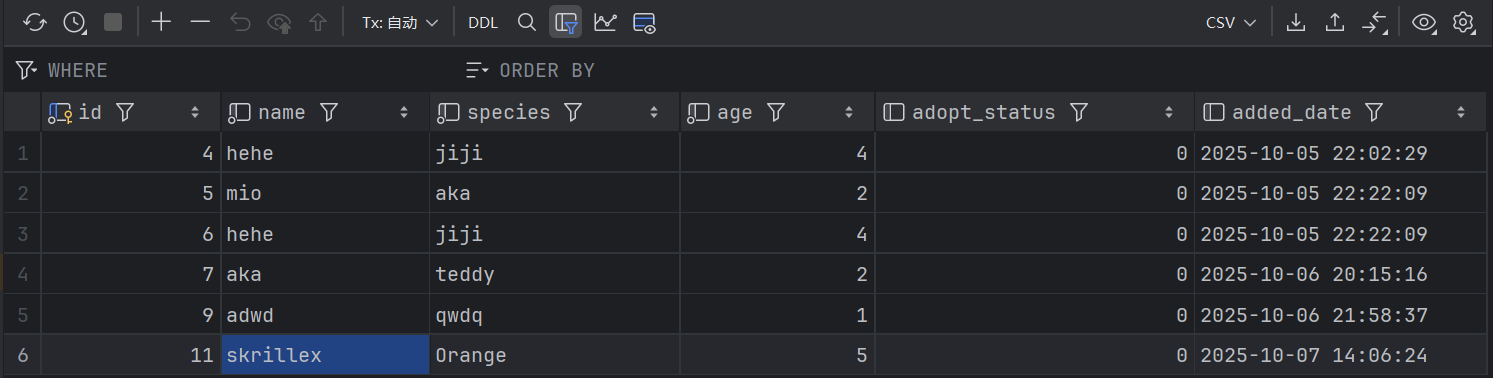 Tx: 自动 DDL CSV
WHERE ORDER BY
id name species age adopt_status added_date
1 4 hehe jiji 4 0 2025-10-05 22:02:29
2 5 mio aka 2 0 2025-10-05 22:22:09
3 6 hehe jiji 4 0 2025-10-05 22:22:09
4 7 aka teddy 2 0 2025-10-06 20:15:16
5 9 adwd qwdq 1 0 2025-10-06 21:58:37
6 11 skrillex Orange 5 0 2025-10-07 14:06:24